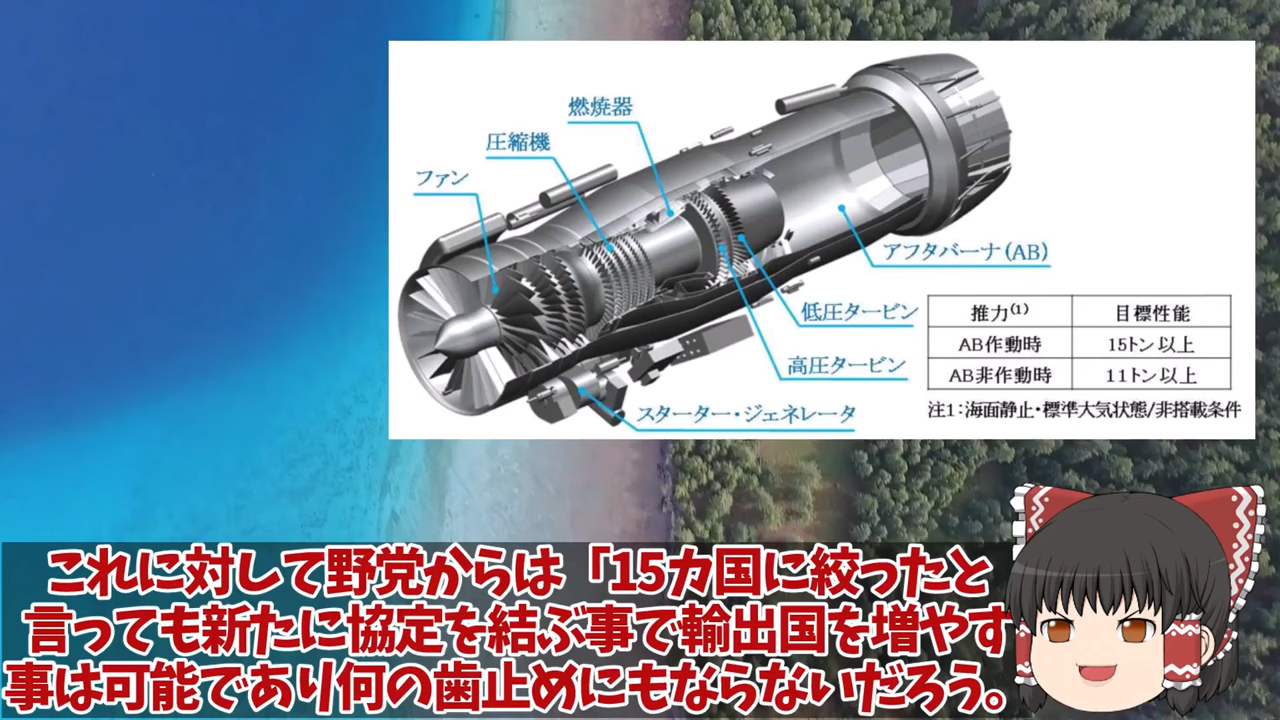 燃焼器
圧縮機
ファン
アフタバーナ(AB)
低圧タービン
高圧タービン
スターター・ジェネレータ
推力(1) 目標性能
AB作動時 15トン以上
AB非作動時 11トン以上
注1:海面静止・標準大気状態/非搭載条件
これに対して野党からは「15カ国に絞ったと
言っても新たに協定を結ぶ事で輸出国を増やす
事は可能であり何の歯止めにもならないだろう。